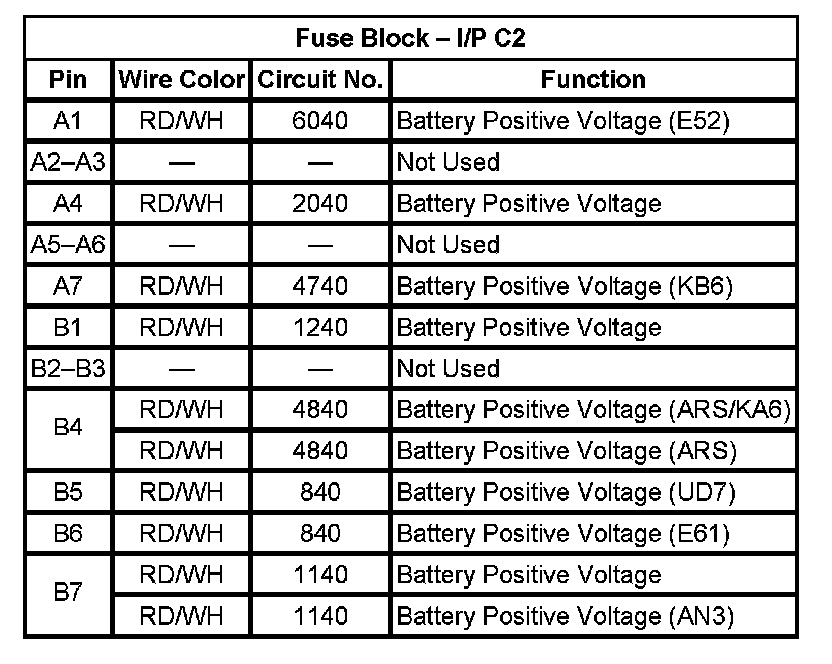 Fuse Block – I/P C2
Pin Wire Color Circuit No. Function
A1 RD/WH 6040 Battery Positive Voltage (E52)
A2–A3 — — Not Used
A4 RD/WH 2040 Battery Positive Voltage
A5–A6 — — Not Used
A7 RD/WH 4740 Battery Positive Voltage (KB6)
B1 RD/WH 1240 Battery Positive Voltage
B2–B3 — — Not Used
B4 RD/WH 4840 Battery Positive Voltage (ARS/KA6)
RD/WH 4840 Battery Positive Voltage (ARS)
B5 RD/WH 840 Battery Positive Voltage (UD7)
B6 RD/WH 840 Battery Positive Voltage (E61)
B7 RD/WH 1140 Battery Positive Voltage
RD/WH 1140 Battery Positive Voltage (AN3)